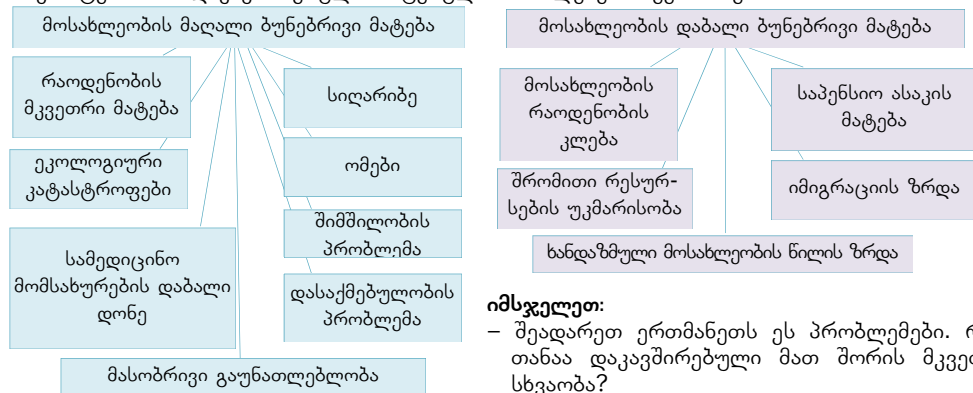 მოსახლეობის მაღალი ბუნებრივი მატება
რაოდენობის
მკვეთრი მატება
სიღარიბე
ეკოლოგიური
კატასტროფები
ომები
შიმშილობის
პრობლემა
სამედიცინო
მომსახურების დაბალი
დონე
დასაქმებულობის
პრობლემა
მასობრივი გაუნათლებლობა
მოსახლეობის დაბალი ბუნებრივი მატება
მოსახლეობის
რაოდენობის
კლება
საპენსიო ასაკის
მატება
შრომითი რესურ-
სების უკმარისობა
იმიგრაციის ზრდა
ხანდაზმული მოსახლეობის წილის ზრდა
იმსჯელეთ:
– შეადარეთ ერთმანეთს ეს პრობლემები.
თანაა დაკავშირებული მათ შორის
სხვაობა?